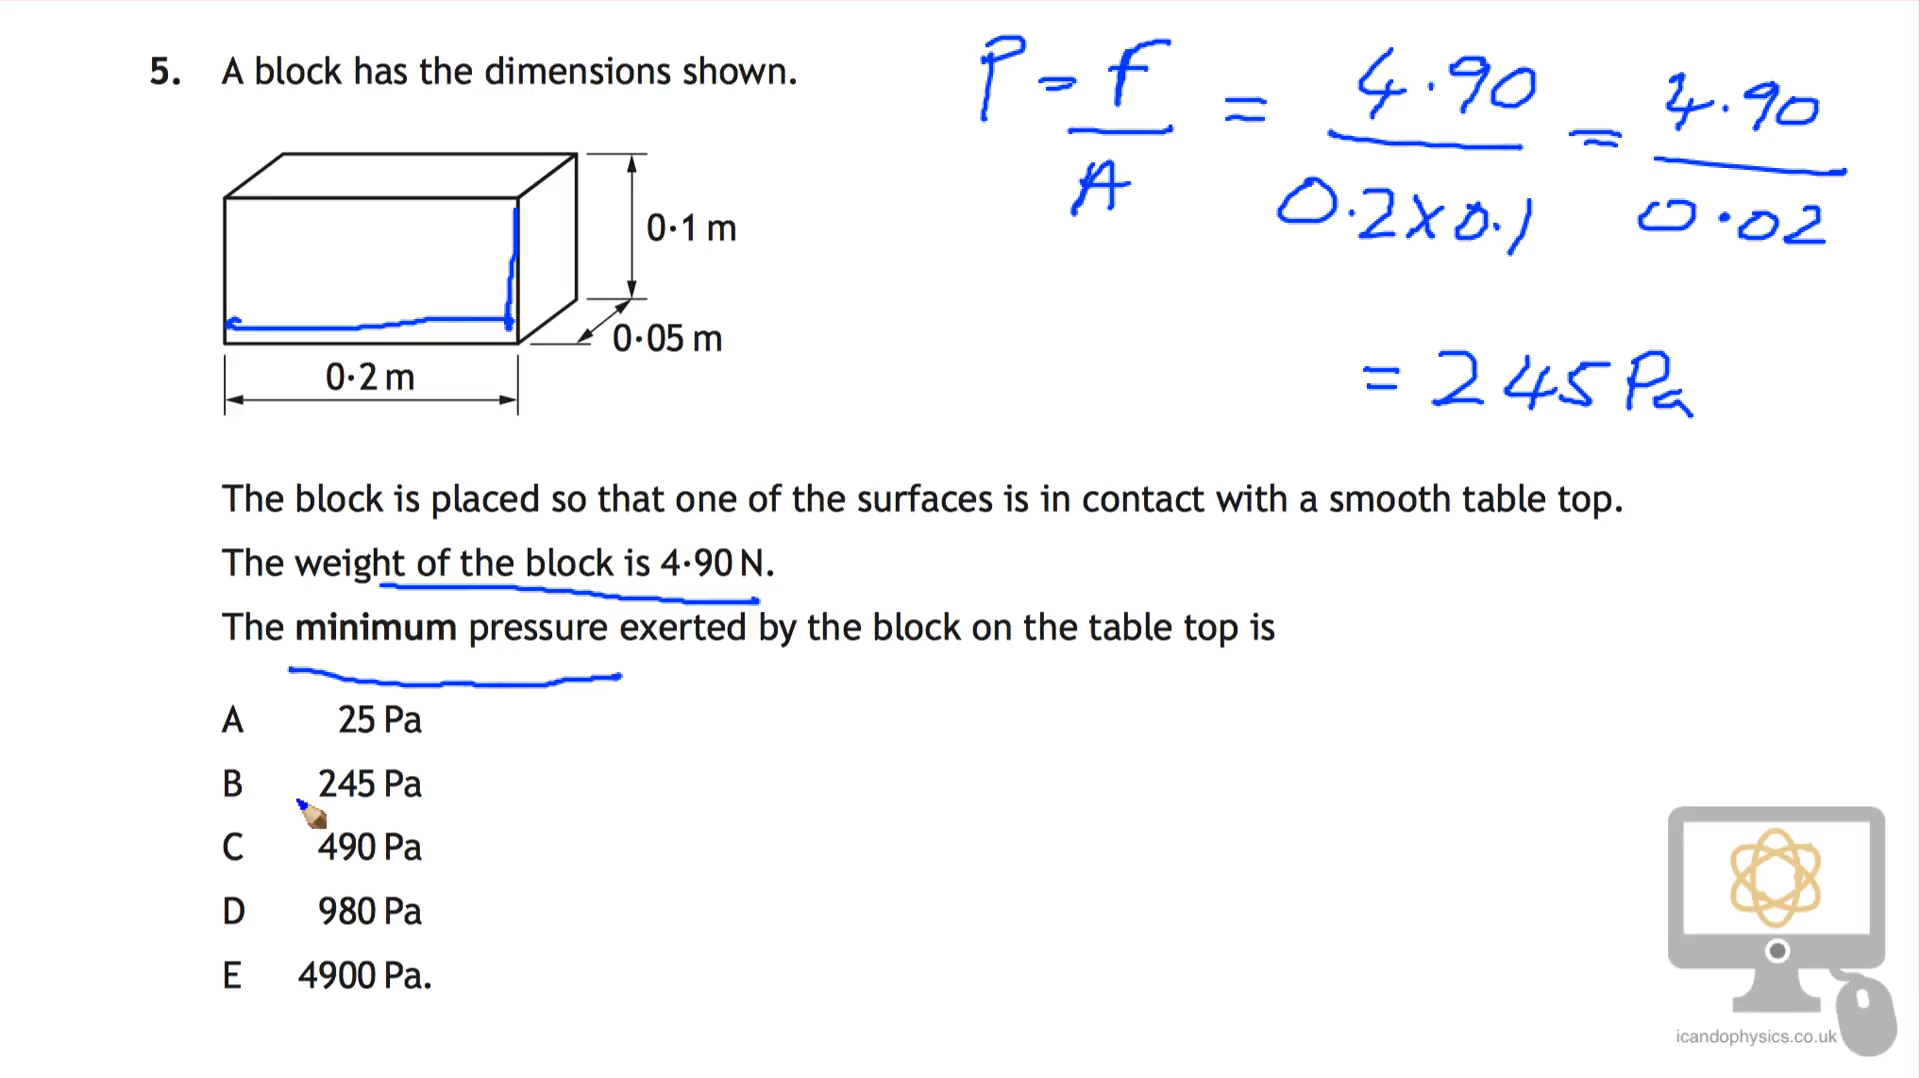 5. A block has the dimensions shown.
P = F/A = 4.90/0.2×0.1 = 4.90/0.02
0·1 m
0·05 m
0·2 m
= 245 Pa
The block is placed so that one of the surfaces is in contact with a smooth table top.
The weight of the block is 4·90 N.
The minimum pressure exerted by the block on the table top is
A 25 Pa
B 245 Pa
C 490 Pa
D 980 Pa
E 4900 Pa.
icandophysics.co.uk